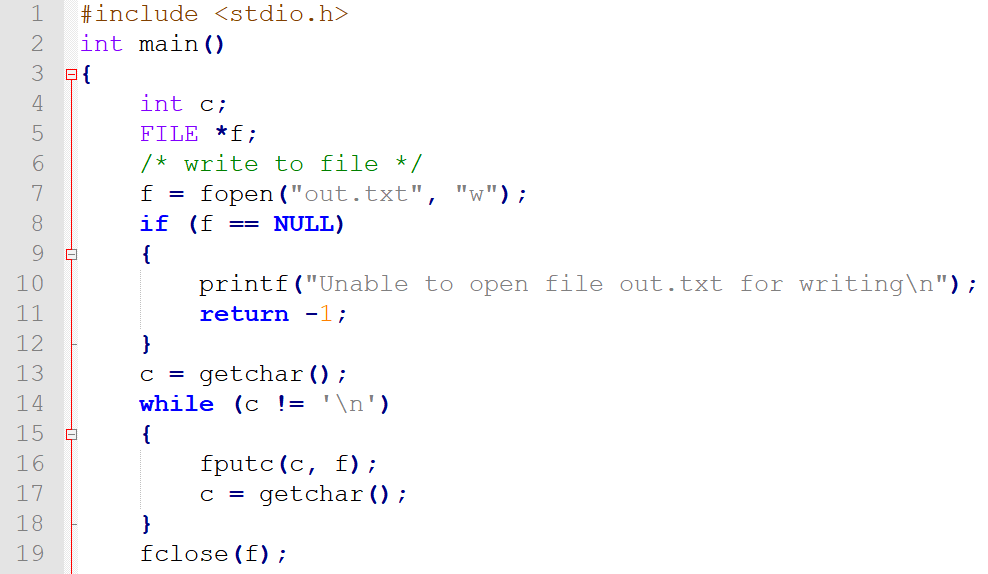 1 #include <stdio.h>
2 int main()
3 {
4 int c;
5 FILE *f;
6 /* write to file */
7 f = fopen("out.txt", "w");
8 if (f == NULL)
9 {
10 printf("Unable to open file out.txt for writing\n");
11 return -1;
12 }
13 c = getchar();
14 while (c != '\n')
15 {
16 fputc(c, f);
17 c = getchar();
18 }
19 fclose(f);